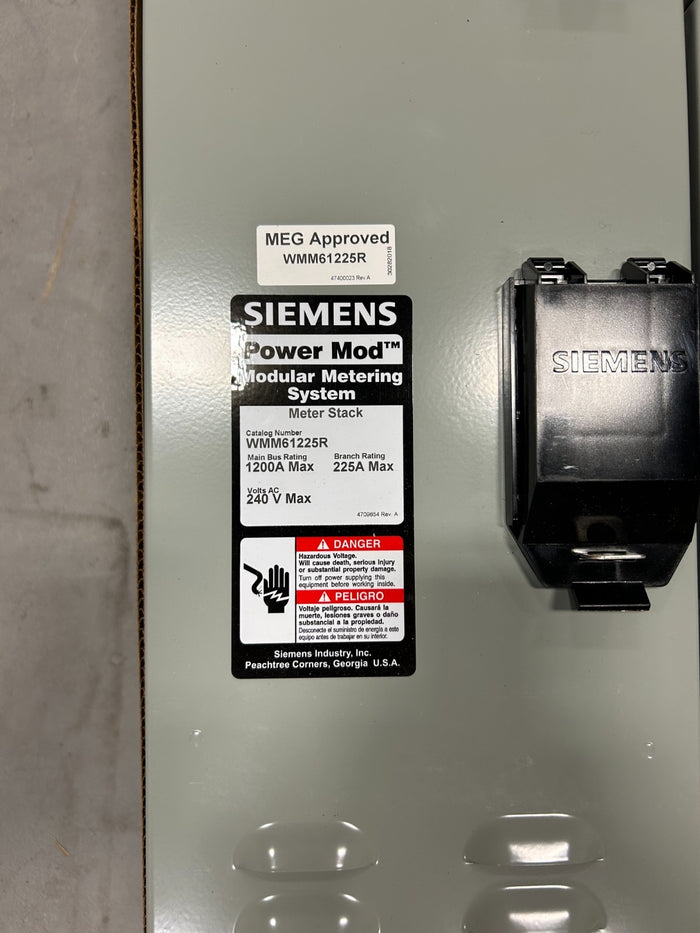 MEG Approved
WMM61225R
47400023 Rev A
30282018
SIEMENS
Power Mod™
Modular Metering
System
Meter Stack
Catalog Number
WMM61225R
Main Bus Rating Branch Rating
1200A Max 225A Max
Volts AC
240 V Max
4709854 Rev. A
DANGER
Hazardous Voltage.
Will cause death, serious injury
or substantial property damage.
Turn off power supplying this
equipment before working inside.
PELIGRO
Voltaje peligroso. Causará la
muerte, lesiones graves o daño
substancial a la propiedad.
Desconecte el suministro de energía a este
equipo antes de trabajar en su interior.
Siemens Industry, Inc.
Peachtree Corners, Georgia U.S.A.
SIEMENS